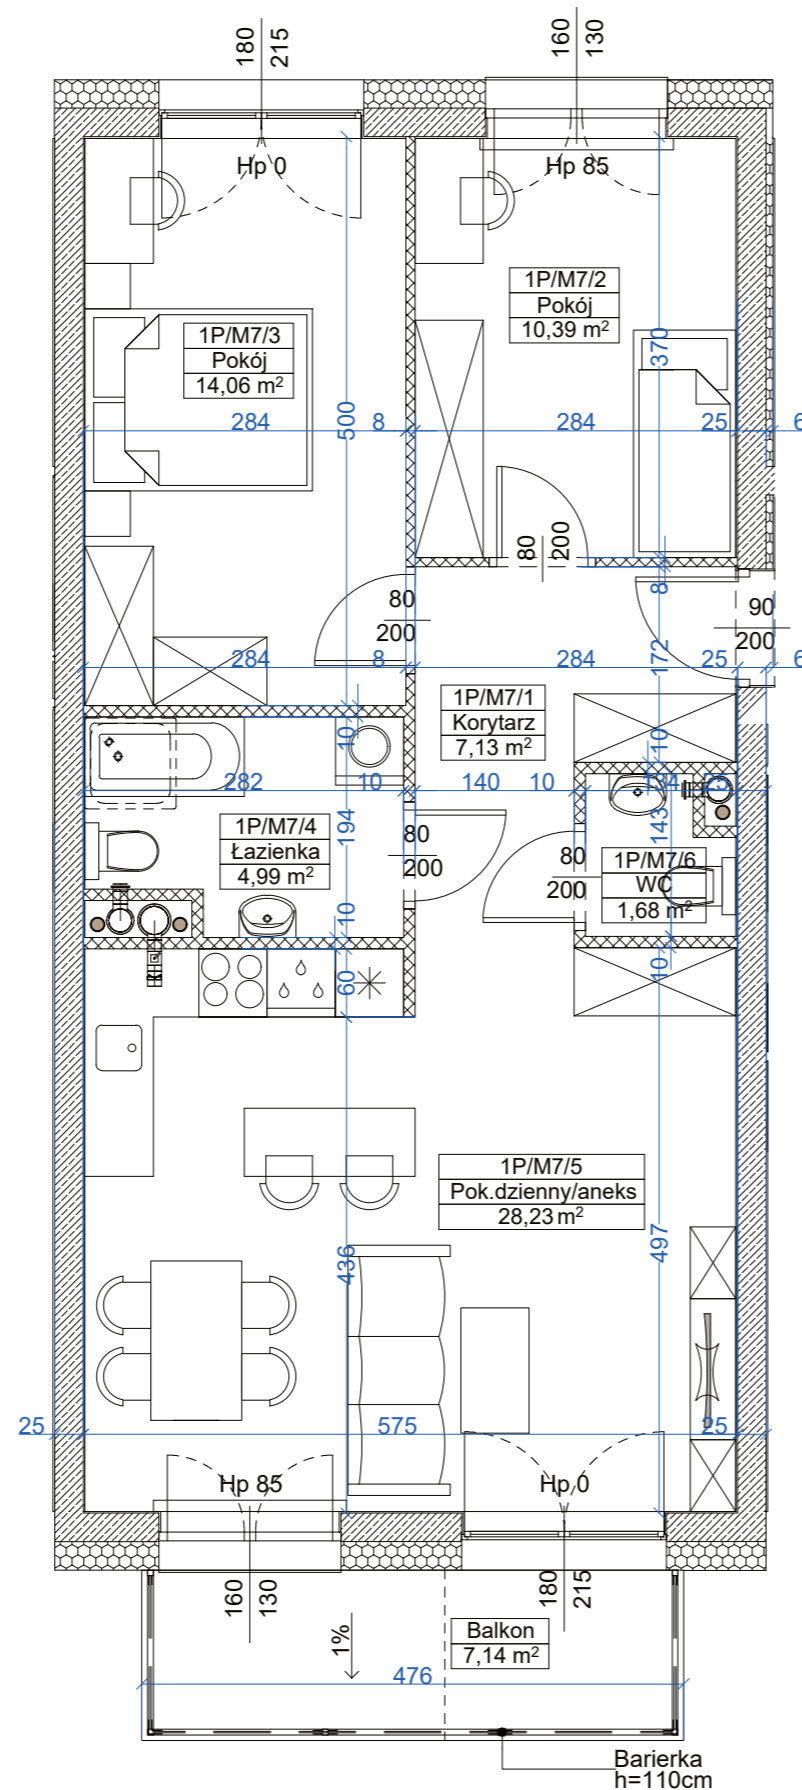 180
215
160
130
Hp 0
Hp 85
1P/M7/2
Pokój
10,39 m²
1P/M7/3
Pokój
14,06 m²
370
500
284
8
284
25
6
80
200
8
80
200
90
200
284
8
284
25
6
172
1P/M7/1
Korytarz
7,13 m²
10
10
282
10
140
10
134
25
194
143
1P/M7/4
Łazienka
4,99 m²
80
200
80
200
1P/M7/6
WC
1,68 m²
10
10
60
1P/M7/5
Pok.dzienny/aneks
28,23 m²
436
497
25
575
25
Hp 85
Hp 0
160
130
180
215
1%
Balkon
7,14 m²
476
Barierka
h=110cm